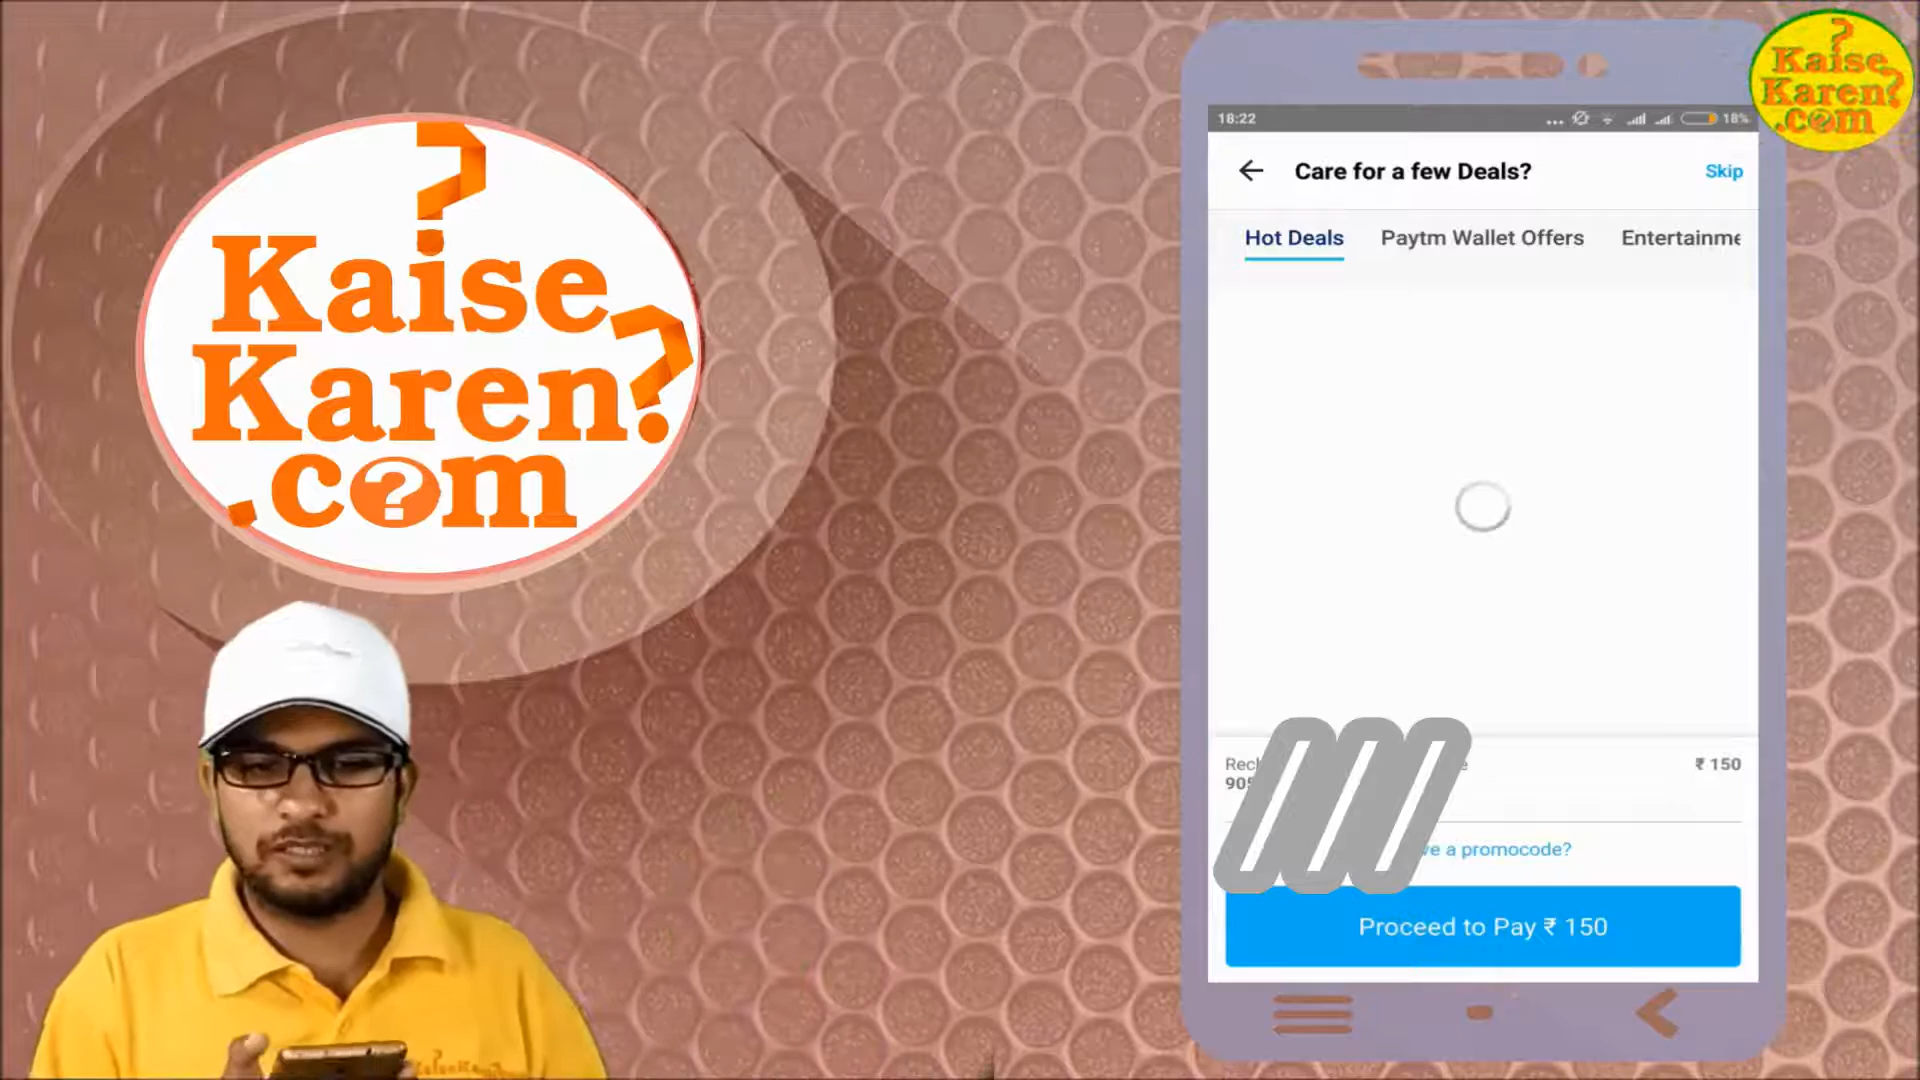 ?
Kaise
Karen?
.com
?
Kaise
Karen?
.com
18:22
18%
Care for a few Deals?
Skip
Hot Deals
Paytm Wallet Offers
Entertainme
₹ 150
a promocode?
Proceed to Pay ₹ 150